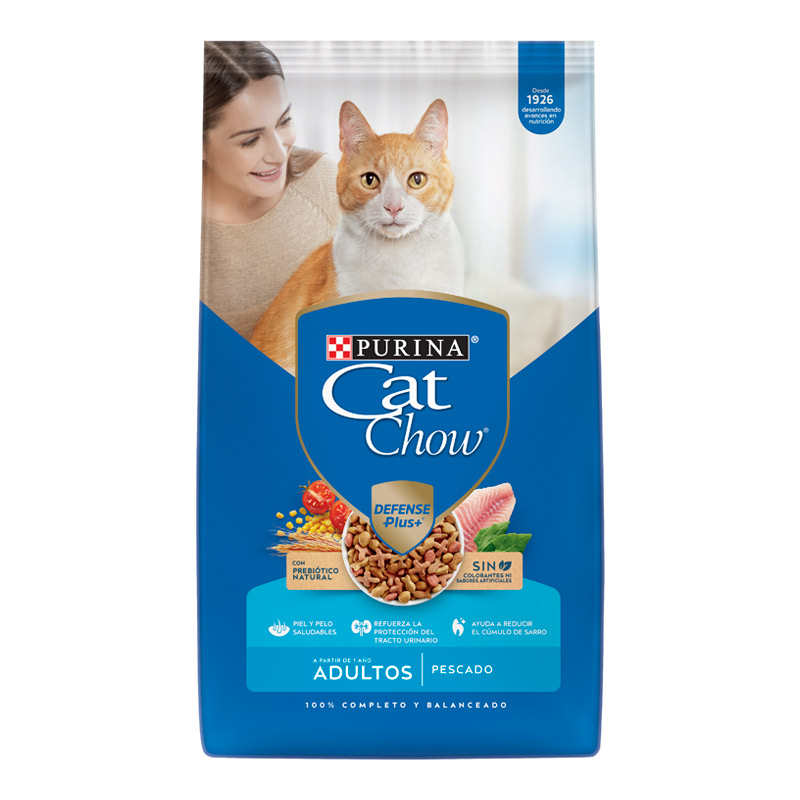 Desde
1926
desarrollando
avances en
nutrición
PURINA®
Cat
Chow®
DEFENSE
Plus+
CON
PREBIÓTICO
NATURAL
SIN
COLORANTES NI
SABORES ARTIFICIALES
PIEL Y PELO
SALUDABLES
REFUERZA LA
PROTECCIÓN DEL
TRACTO URINARIO
AYUDA A REDUCIR
EL CÚMULO DE SARRO
A PARTIR DE 1 AÑO
ADULTOS | PESCADO
100% COMPLETO Y BALANCEADO